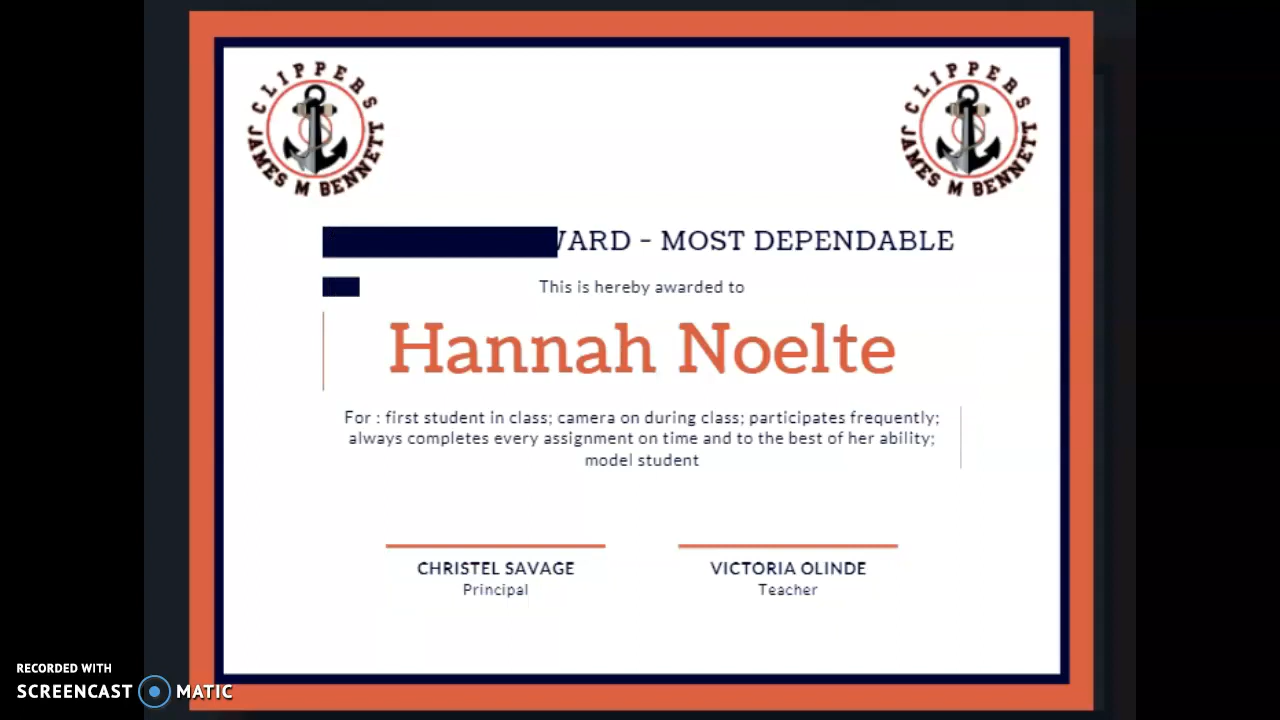 CLIPPERS
JAMES M BENNETT
CLIPPERS
JAMES M BENNETT
- MOST DEPENDABLE
This is hereby awarded to
Hannah Noelte
For : first student in class; camera on during class; participates frequently;
always completes every assignment on time and to the best of her ability;
model student
CHRISTEL SAVAGE
Principal
VICTORIA OLINDE
Teacher
RECORDED WITH
SCREENCAST MATIC